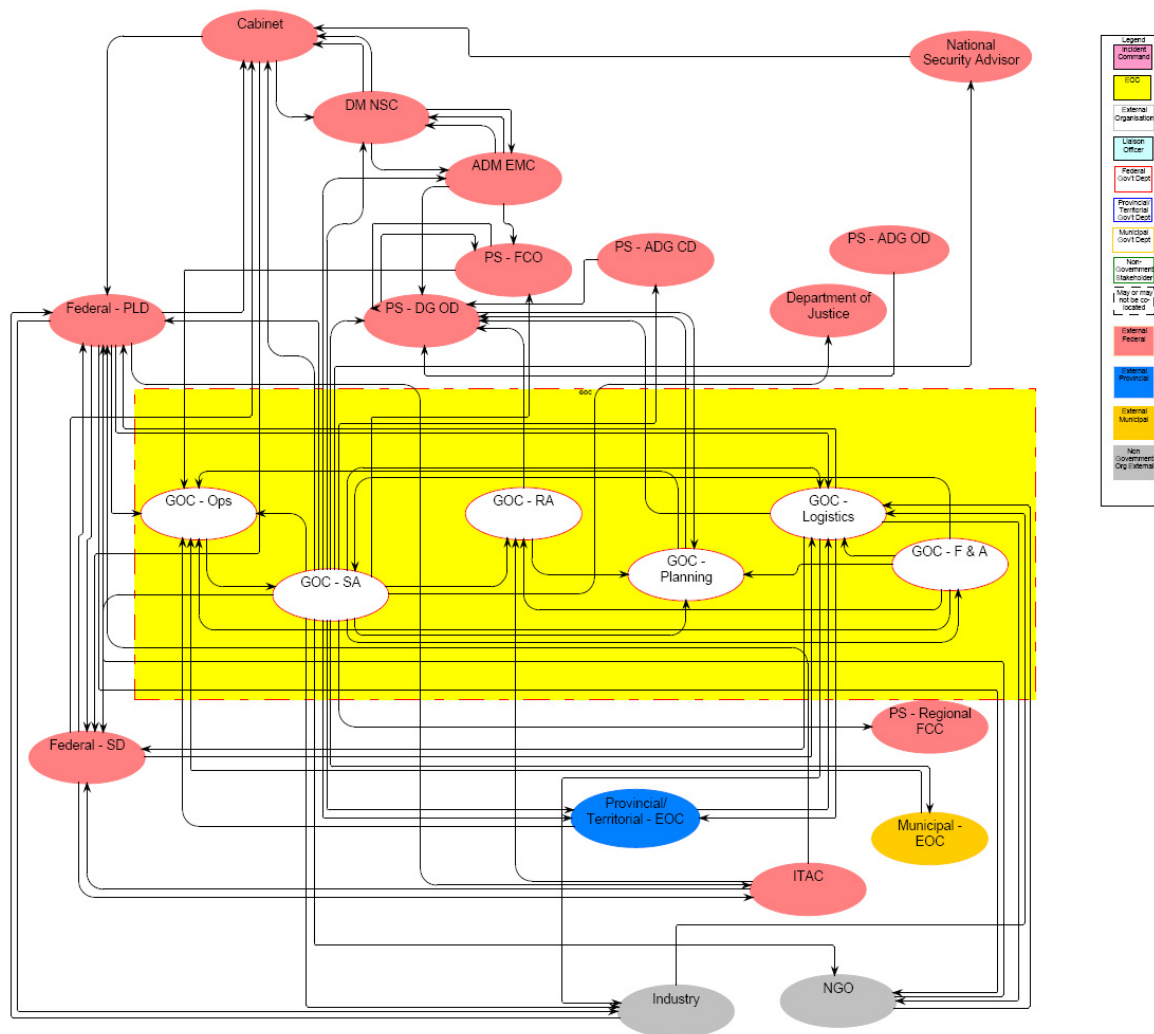 Cabinet
National
Security Advisor
DM NSC
ADM EMC
PS - FCO
PS - ADG CD
PS - ADG OD
Federal - PLD
PS - DG OD
Department of
Justice
GOC
GOC - Ops
GOC - RA
GOC -
Logistics
GOC - SA
GOC -
Planning
GOC - F & A
PS - Regional
FCC
Federal - SD
Provincial/
Territorial - EOC
Municipal -
EOC
ITAC
Industry
NGO
Legend
Incident
Command
EOC
External
Organisation
Liaison
Officer
Federal
Gov't Dept
Provincial/
Territorial
Gov't Dept
Municipal
Gov't Dept
Non-
Government
Stakeholder
May or may
not be co-
located
External
Federal
External
Provincial
External
Municipal
Non
Government
Org External